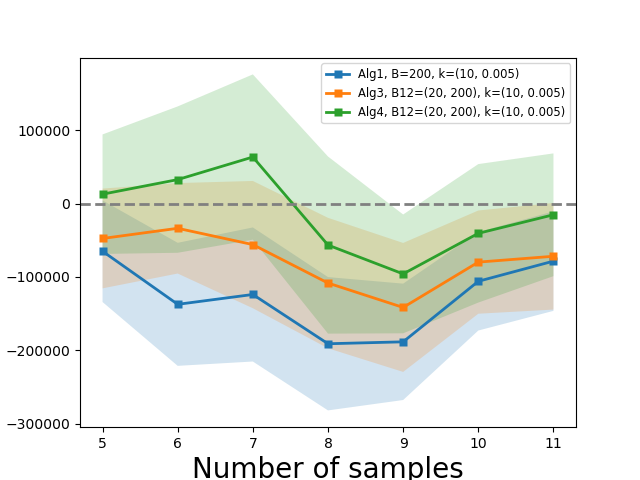 Alg1, B=200, k=(10, 0.005)
Alg3, B12=(20, 200), k=(10, 0.005)
Alg4, B12=(20, 200), k=(10, 0.005)
100000
0
−100000
−200000
−300000
5 6 7 8 9 10 11
Number of samples